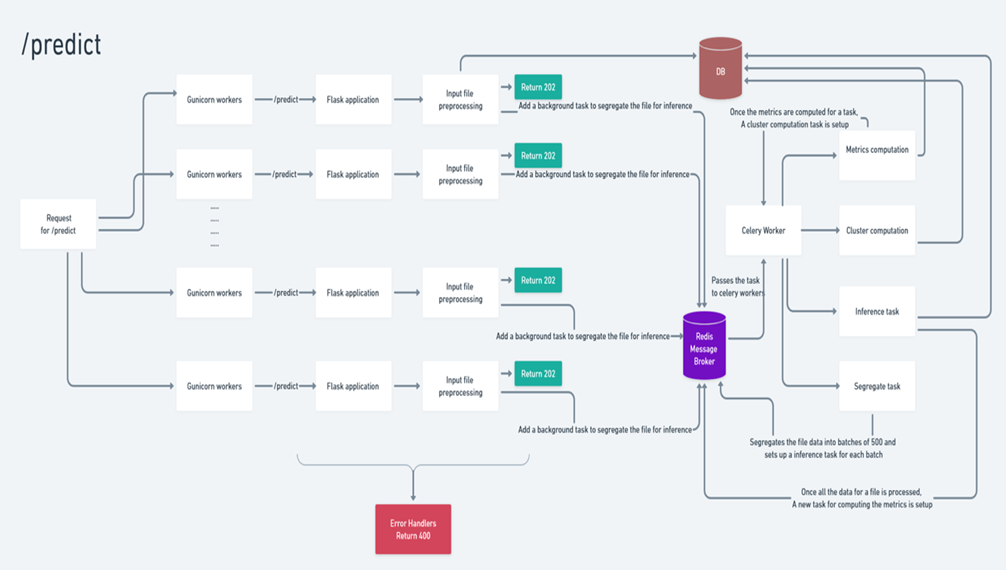 /predict
DB
Gunicorn workers
/predict
Flask application
Input file
preprocessing
Return 202
Add a background task to segregate the file for inference
Once the metrics are computed for a task,
A cluster computation task is setup
Gunicorn workers
/predict
Flask application
Input file
preprocessing
Return 202
Add a background task to segregate the file for inference
Metrics computation
Request
for /predict
Celery Worker
Cluster computation
Gunicorn workers
/predict
Flask application
Input file
preprocessing
Return 202
Add a background task to segregate the file for inference
Passes the task
to celery workers
Inference task
Redis
Message
Broker
Gunicorn workers
/predict
Flask application
Input file
preprocessing
Return 202
Add a background task to segregate the file for inference
Segregate task
Segregates the file data into batches of 500 and
sets up a inference task for each batch
Once all the data for a file is processed,
A new task for computing the metrics is setup
Error Handlers
Return 400